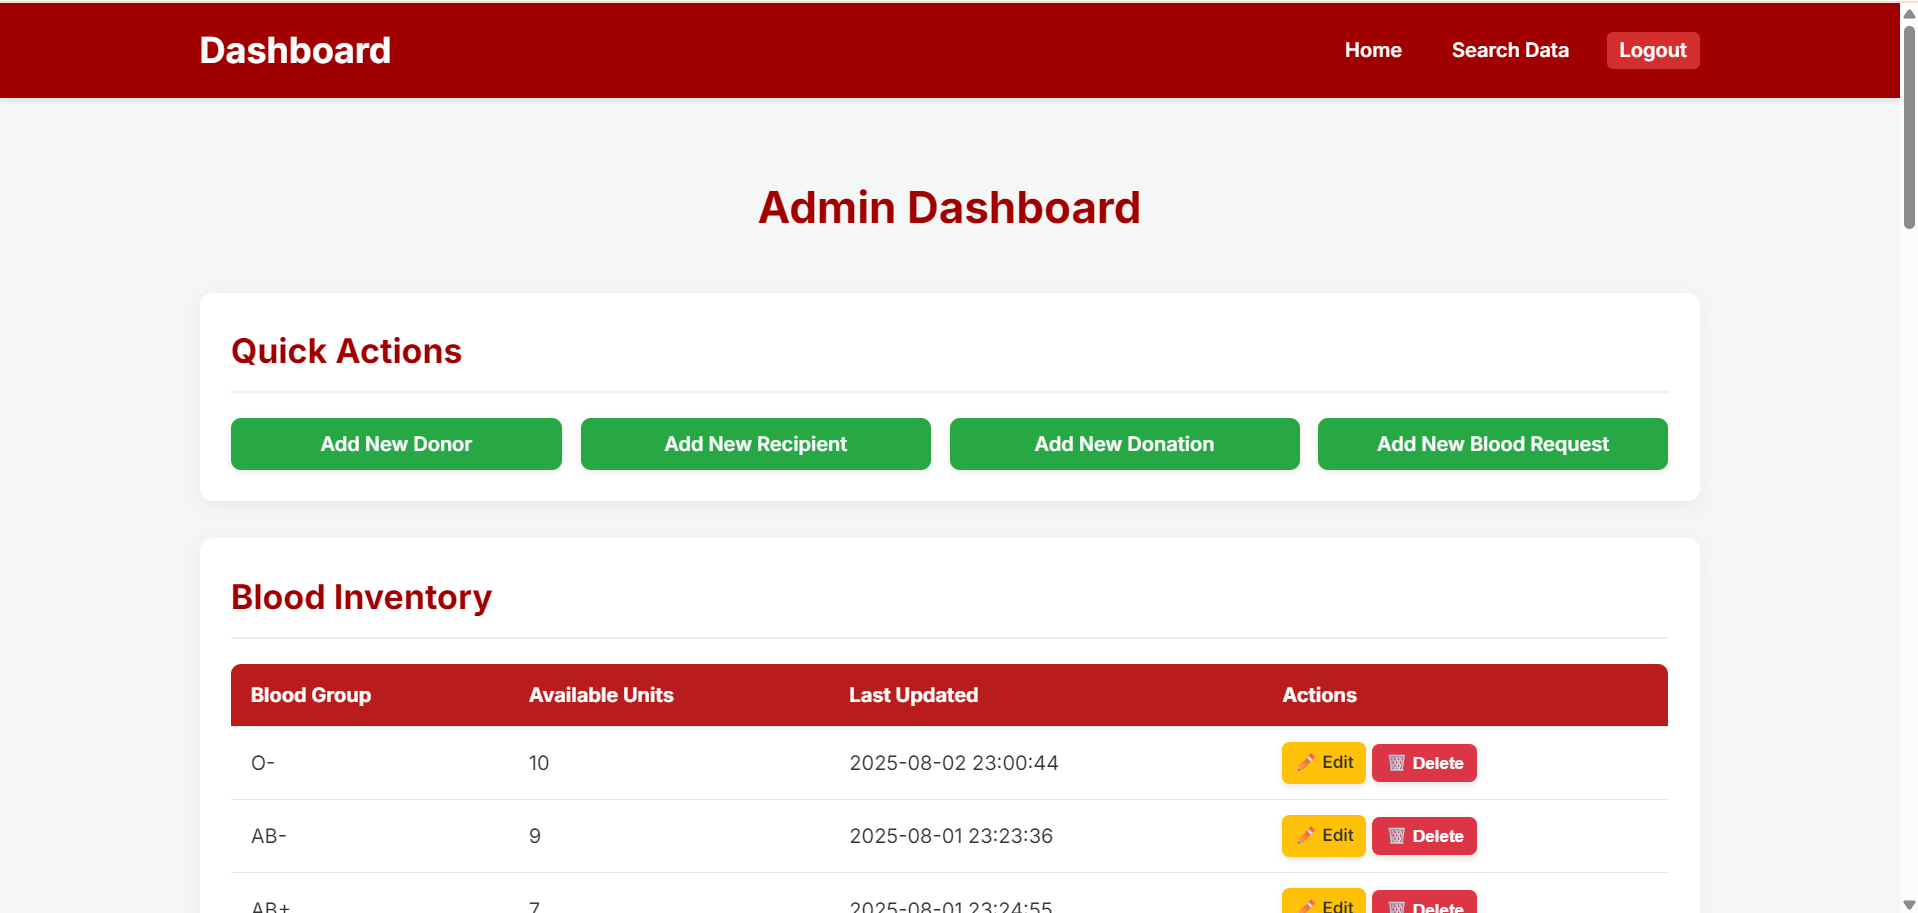 Dashboard
Home Search Data Logout
Admin Dashboard
Quick Actions
Add New Donor Add New Recipient Add New Donation Add New Blood Request
Blood Inventory
Blood Group Available Units Last Updated Actions
O- 10 2025-08-02 23:00:44 Edit Delete
AB- 9 2025-08-01 23:23:36 Edit Delete
AB+ 7 2025-08-01 23:24:55 Edit Delete